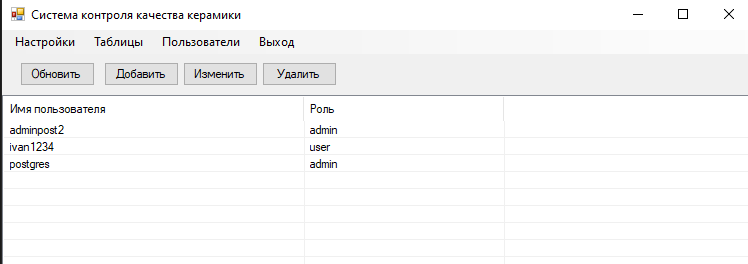 Система контроля качества керамики
Настройки Таблицы Пользователи Выход
Обновить Добавить Изменить Удалить
Имя пользователя Роль
adminpost2 admin
ivan1234 user
postgres admin